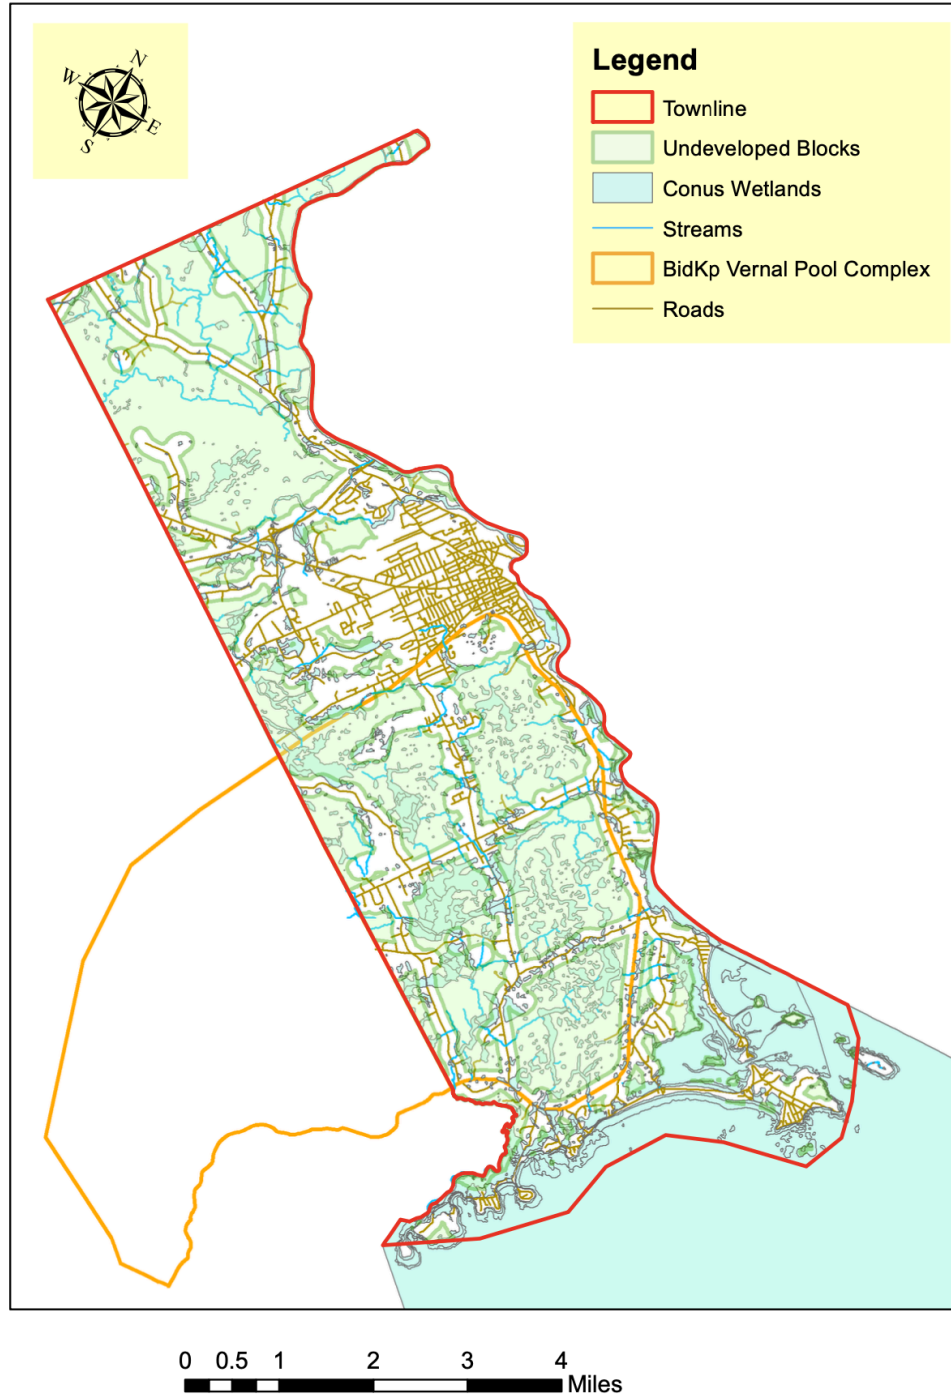 N
W
E
S
Legend
Townline
Undeveloped Blocks
Conus Wetlands
Streams
BidKp Vernal Pool Complex
Roads
0 0.5 1 2 3 4
Miles